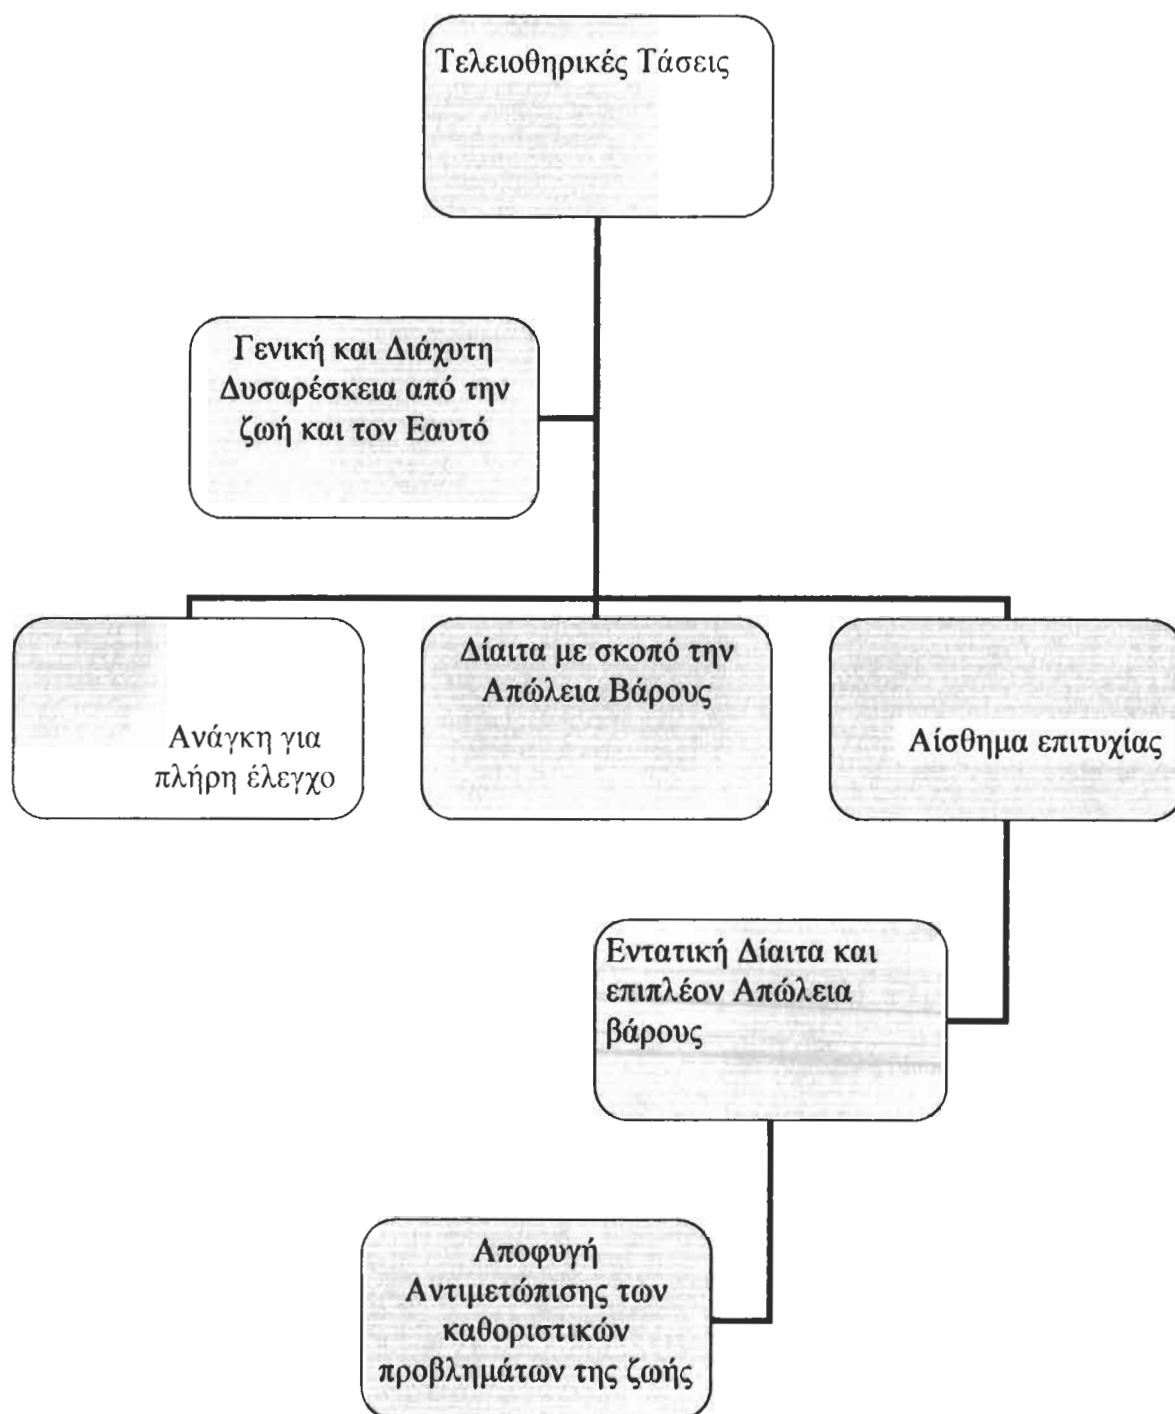 Τελειοθηρικές Τάσεις
Γενική και Διάχυτη
Δυσαρέσκεια από την
ζωή και τον Εαυτό
Ανάγκη για
πλήρη έλεγχο
Δίαιτα με σκοπό την
Απώλεια Βάρους
Αίσθημα επιτυχίας
Εντατική Δίαιτα και
επιπλέον Απώλεια
βάρους
Αποφυγή
Αντιμετώπισης των
καθοριστικών
προβλημάτων της ζωής